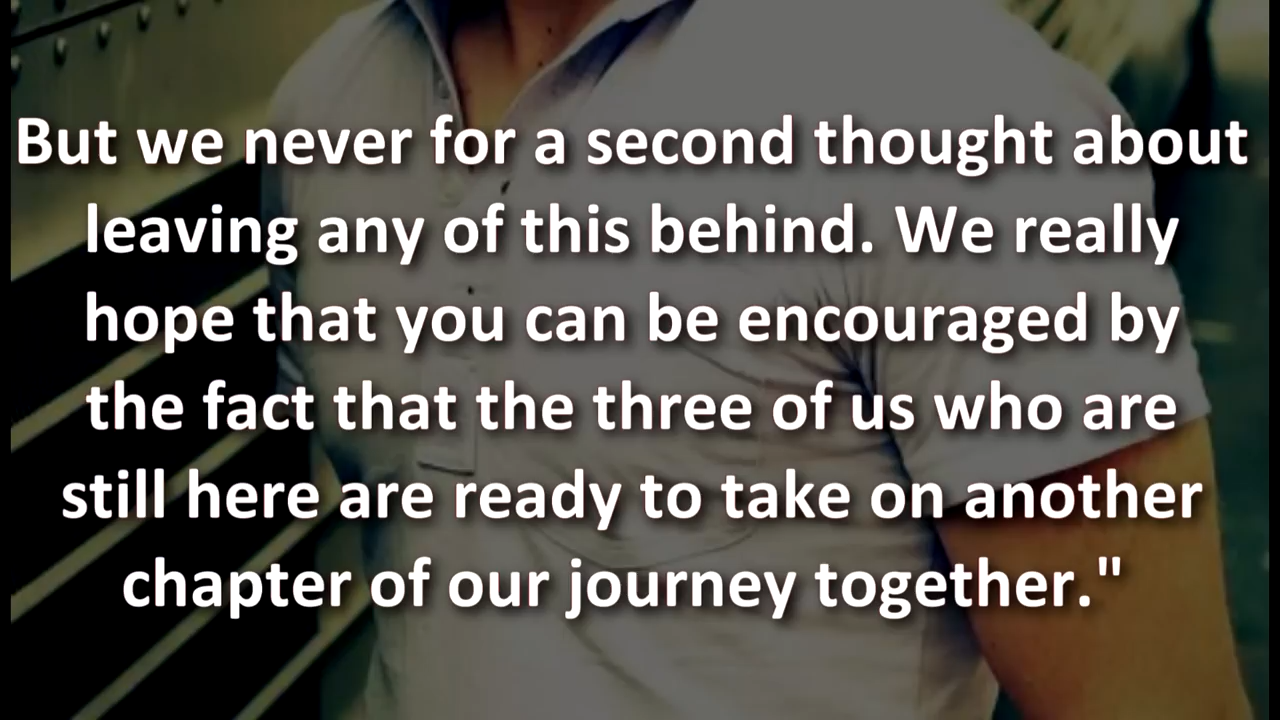 But we never for a second thought about
leaving any of this behind. We really
hope that you can be encouraged by
the fact that the three of us who are
still here are ready to take on another
chapter of our journey together."